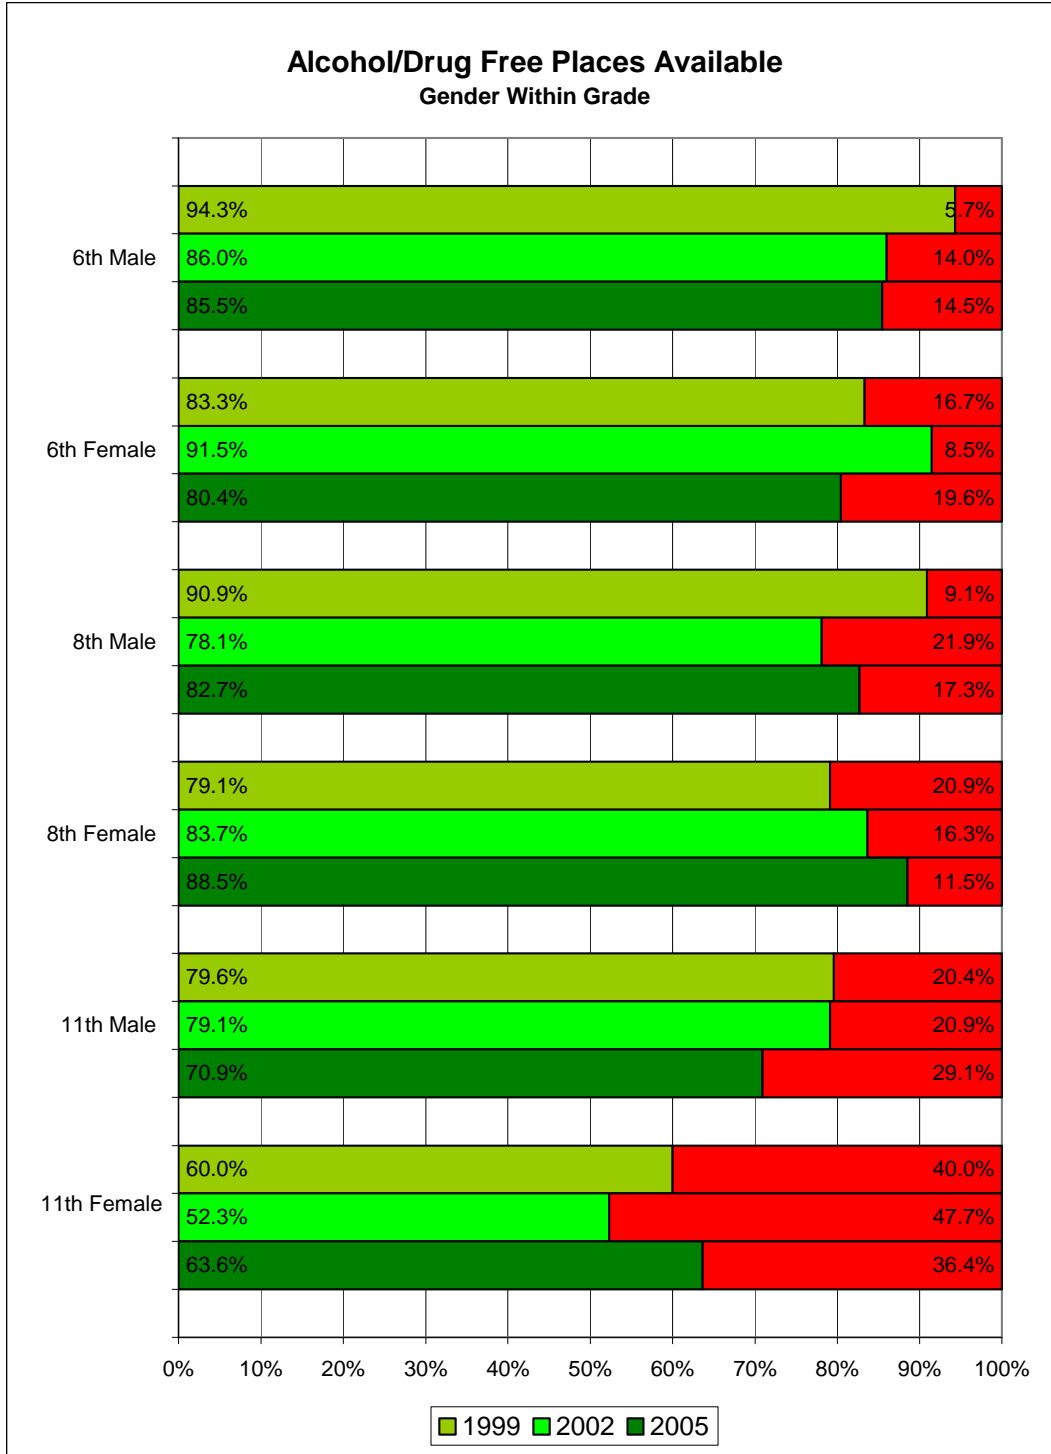 Alcohol/Drug Free Places Available
Gender Within Grade
94.3% 5.7%
6th Male 86.0% 14.0%
85.5% 14.5%
83.3% 16.7%
6th Female 91.5% 8.5%
80.4% 19.6%
90.9% 9.1%
8th Male 78.1% 21.9%
82.7% 17.3%
79.1% 20.9%
8th Female 83.7% 16.3%
88.5% 11.5%
79.6% 20.4%
11th Male 79.1% 20.9%
70.9% 29.1%
60.0% 40.0%
11th Female 52.3% 47.7%
63.6% 36.4%
0% 10% 20% 30% 40% 50% 60% 70% 80% 90% 100%
1999 2002 2005